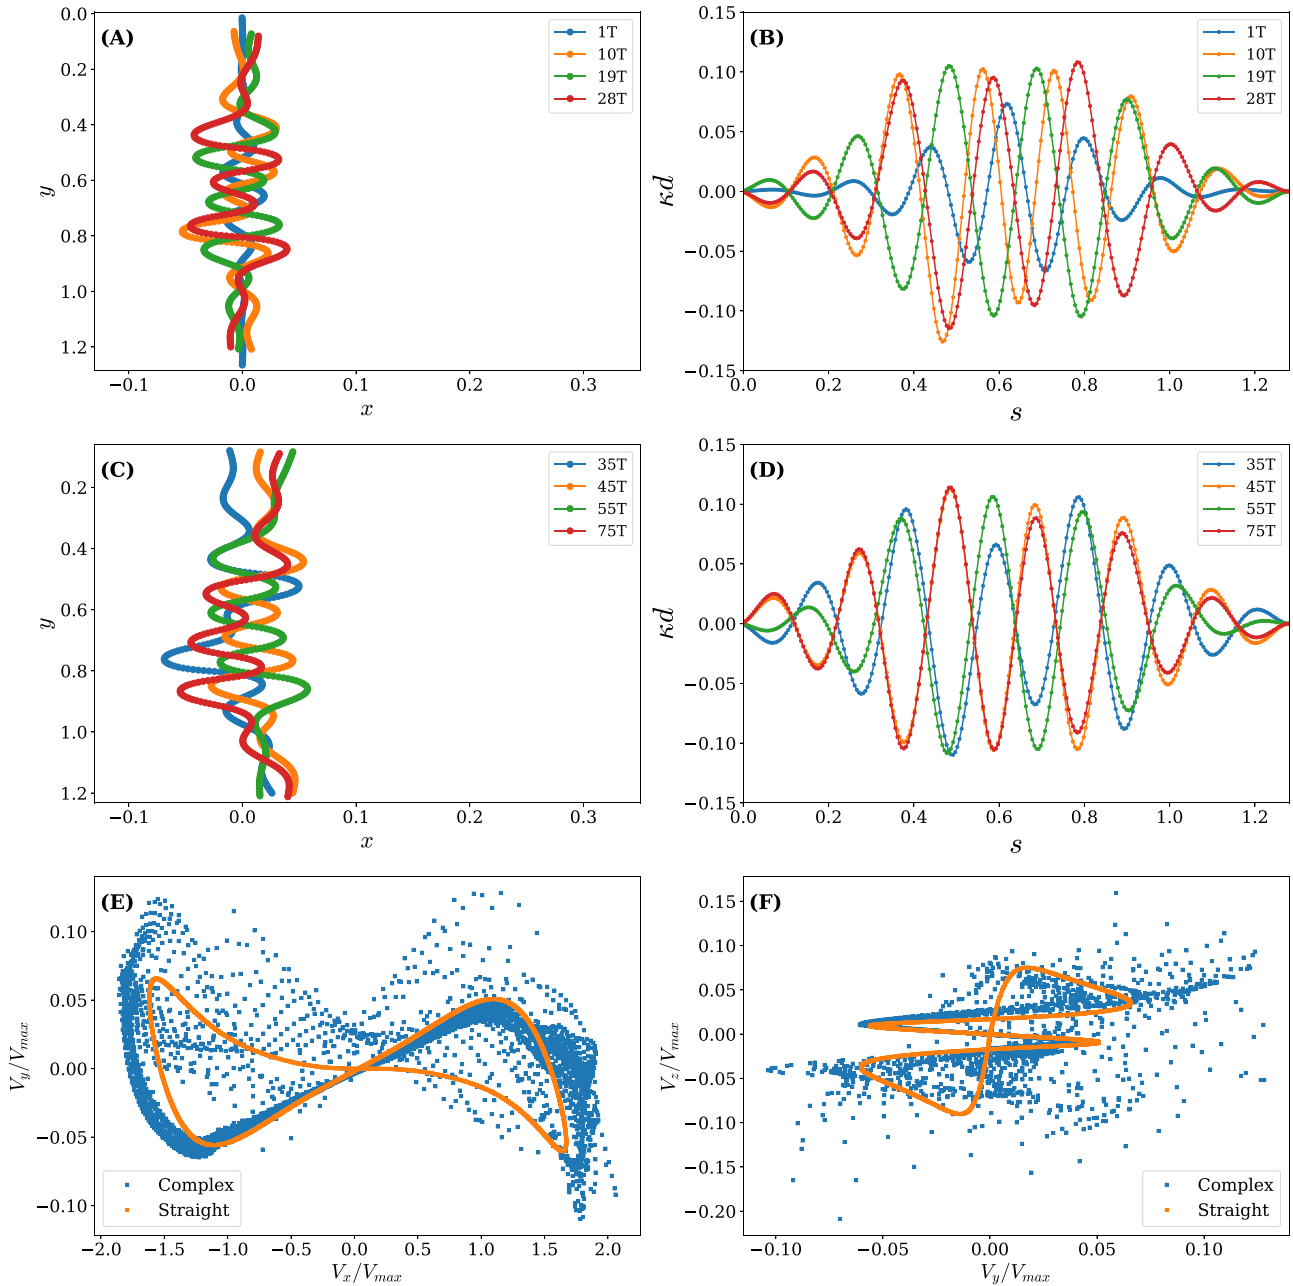 (A)
1T
10T
19T
28T
0.0
0.2
0.4
0.6
0.8
1.0
1.2
y
−0.1 0.0 0.1 0.2 0.3
x
(B)
1T
10T
19T
28T
0.15
0.10
0.05
0.00
−0.05
−0.10
−0.15
κd
0.0 0.2 0.4 0.6 0.8 1.0 1.2
s
(C)
35T
45T
55T
75T
0.2
0.4
0.6
0.8
1.0
1.2
y
−0.1 0.0 0.1 0.2 0.3
x
(D)
35T
45T
55T
75T
0.15
0.10
0.05
0.00
−0.05
−0.10
−0.15
κd
0.0 0.2 0.4 0.6 0.8 1.0 1.2
s
(E)
0.10
0.05
0.00
−0.05
−0.10
V_y/V_max
Complex
Straight
−2.0 −1.5 −1.0 −0.5 0.0 0.5 1.0 1.5 2.0
V_x/V_max
(F)
0.15
0.10
0.05
0.00
−0.05
−0.10
−0.15
−0.20
V_z/V_max
Complex
Straight
−0.10 −0.05 0.00 0.05 0.10
V_y/V_max